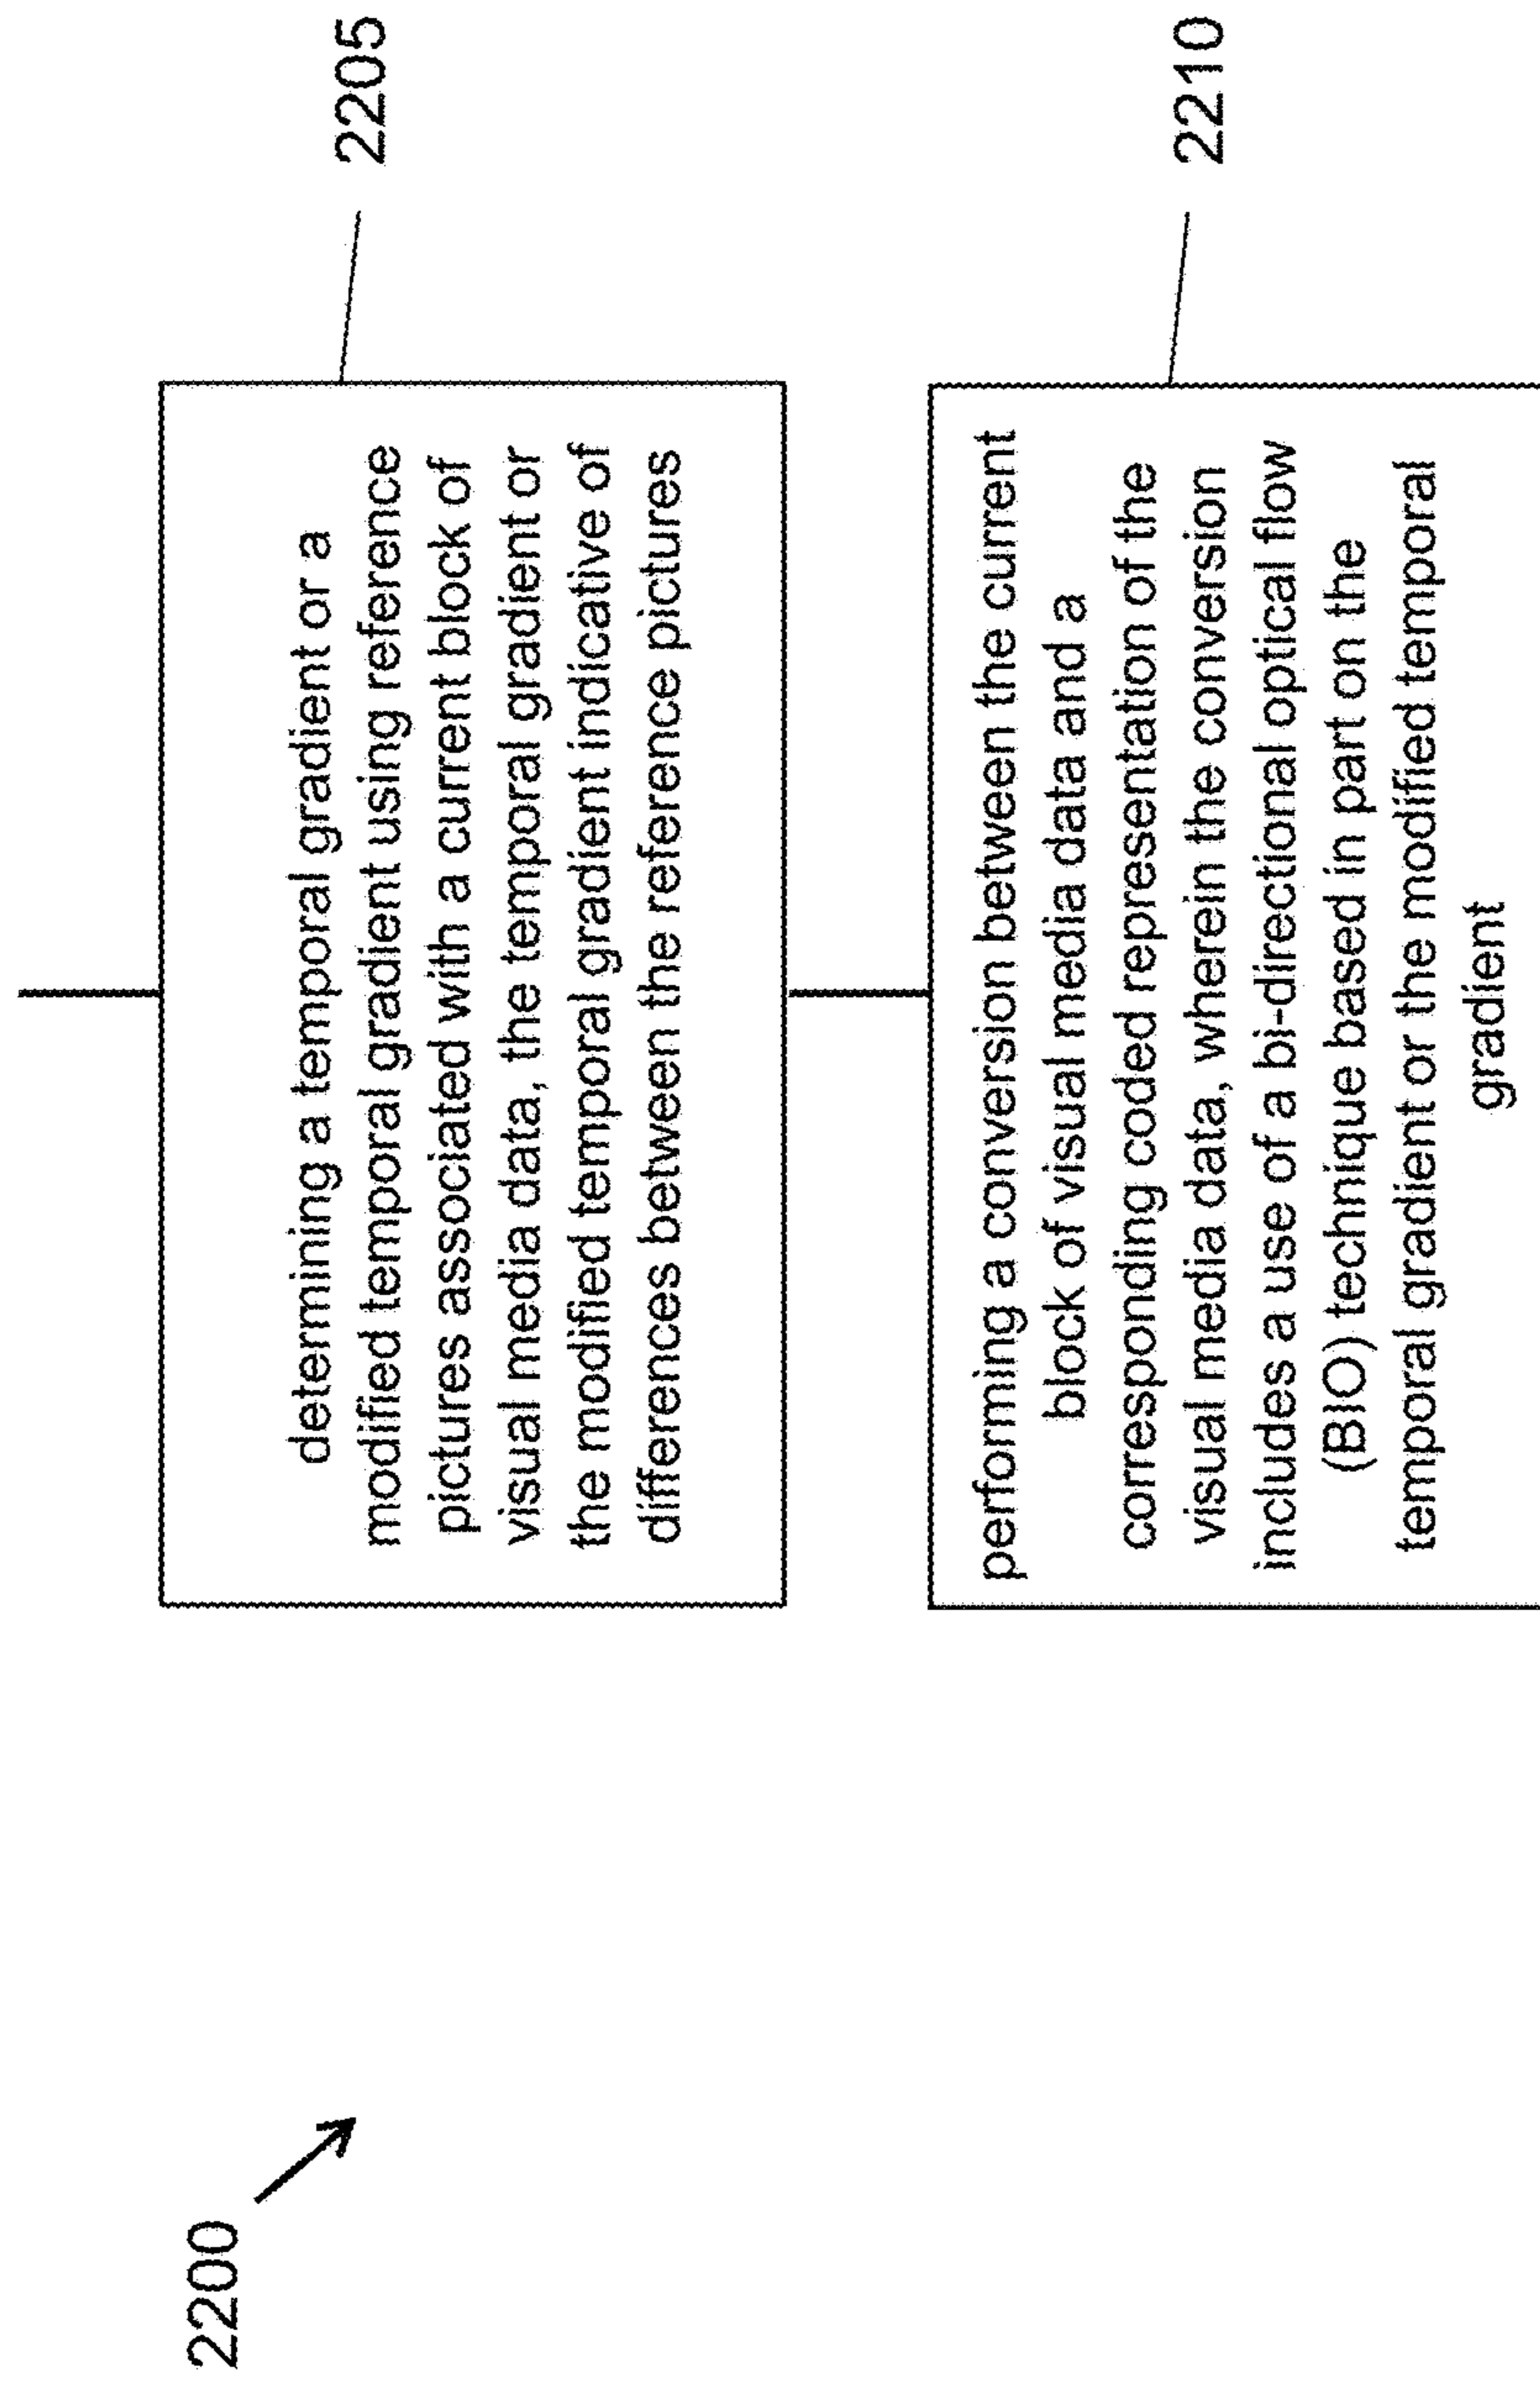 2200
determining a temporal gradient or a
modified temporal gradient using reference
pictures associated with a current block of
visual media data, the temporal gradient or
the modified temporal gradient indicative of
differences between the reference pictures
2205
performing a conversion between the current
block of visual media data and a
corresponding coded representation of the
visual media data, wherein the conversion
includes a use of a bi-directional optical flow
(BIO) technique based in part on the
temporal gradient or the modified temporal
gradient
2210